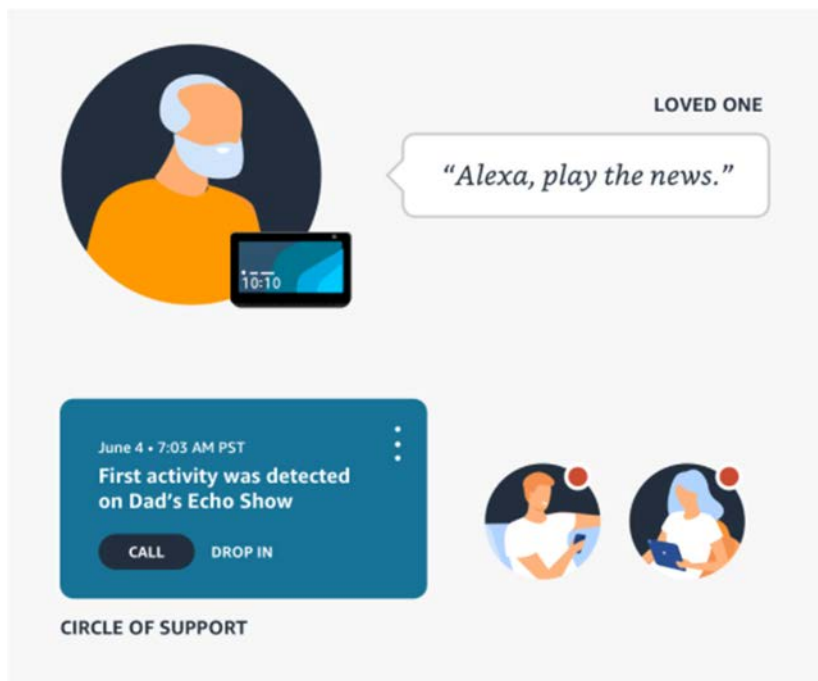 LOVED ONE
“Alexa, play the news.”
10:10
June 4 • 7:03 AM PST
First activity was detected
on Dad’s Echo Show
CALL DROP IN
CIRCLE OF SUPPORT